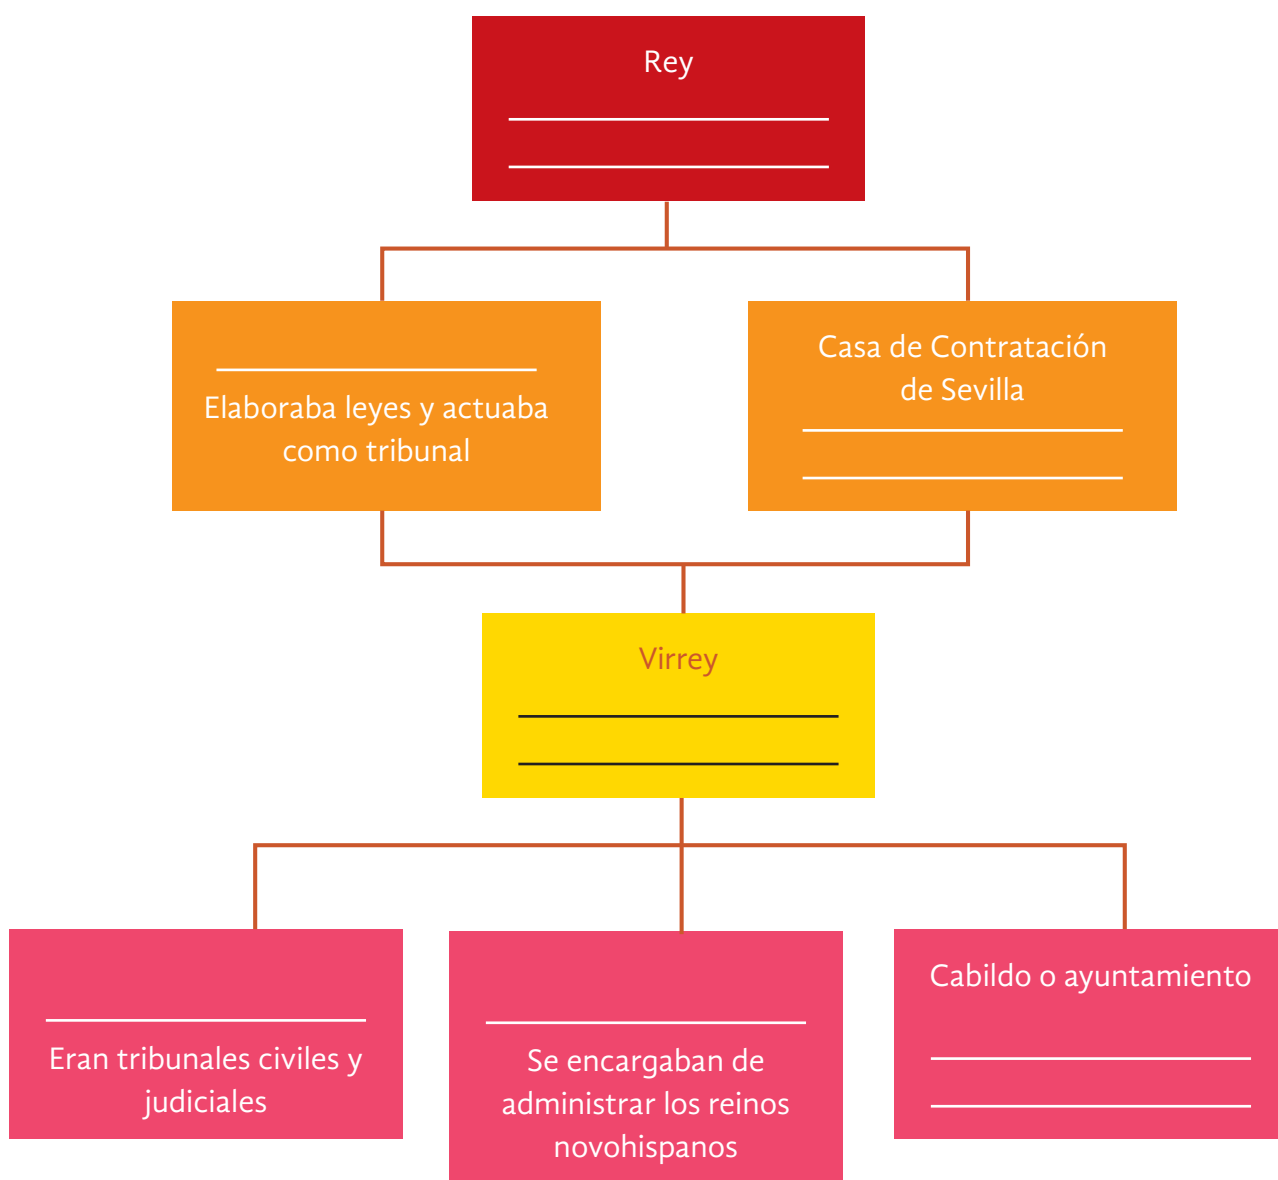 Rey
Elaboraba leyes y actuaba
como tribunal
Casa de Contratación
de Sevilla
Virrey
Eran tribunales civiles y
judiciales
Se encargaban de
administrar los reinos
novohispanos
Cabildo o ayuntamiento